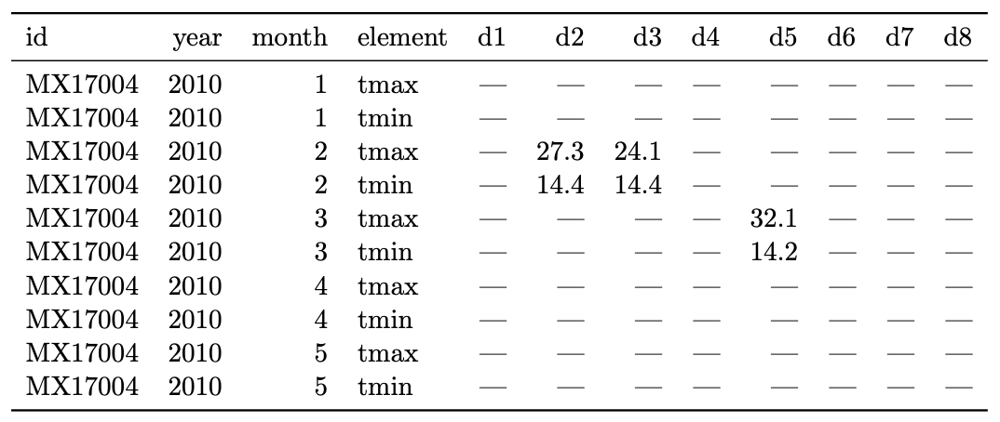 id year month element d1 d2 d3 d4 d5 d6 d7 d8
MX17004 2010 1 tmax — — — — — — — —
MX17004 2010 1 tmin — — — — — — — —
MX17004 2010 2 tmax — 27.3 24.1 — — — — —
MX17004 2010 2 tmin — 14.4 14.4 — — — — —
MX17004 2010 3 tmax — — — — 32.1 — — —
MX17004 2010 3 tmin — — — — 14.2 — — —
MX17004 2010 4 tmax — — — — — — — —
MX17004 2010 4 tmin — — — — — — — —
MX17004 2010 5 tmax — — — — — — — —
MX17004 2010 5 tmin — — — — — — — —